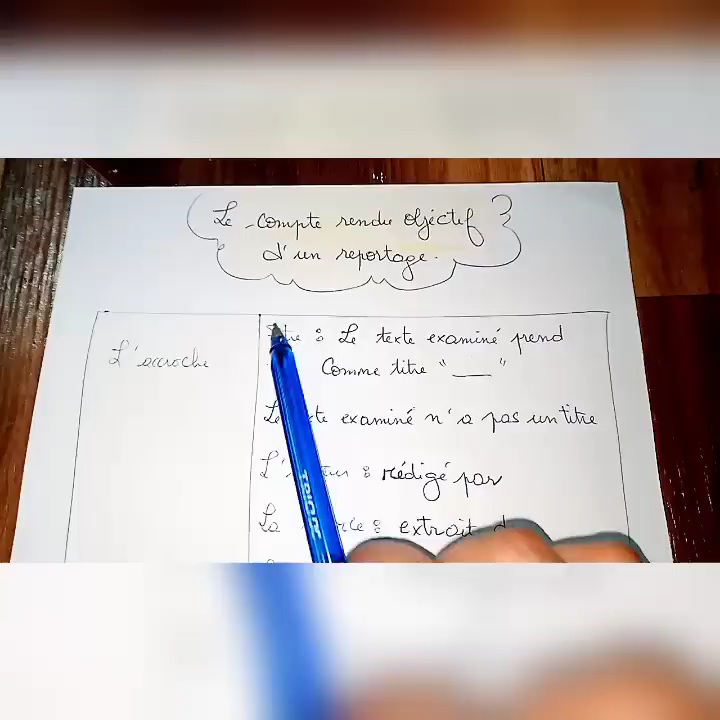 Le compte rendu objectif
d'un reportage.
L'accroche
: Le texte examiné prend
Comme titre "___"
Le examiné n'a pas un titre
: rédigé par
La : extrait